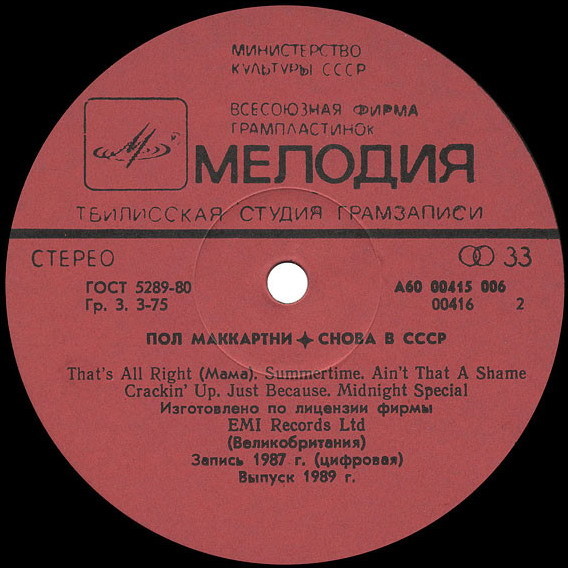 МИНИСТЕРСТВО
КУЛЬТУРЫ СССР
ВСЕСОЮЗНАЯ ФИРМА
ГРАМПЛАСТИНОК
МЕЛОДИЯ
ТБИЛИССКАЯ СТУДИЯ ГРАМЗАПИСИ
СТЕРЕО 33
ГОСТ 5289-80 А60 00415 006
Гр. 3. 3-75 00416 2
ПОЛ МАККАРТНИ ✦ СНОВА В СССР
That's All Right (Мама). Summertime. Ain't That A Shame
Crackin' Up. Just Because. Midnight Special
Изготовлено по лицензии фирмы
EMI Records Ltd
(Великобритания)
Запись 1987 г. (цифровая)
Выпуск 1989 г.